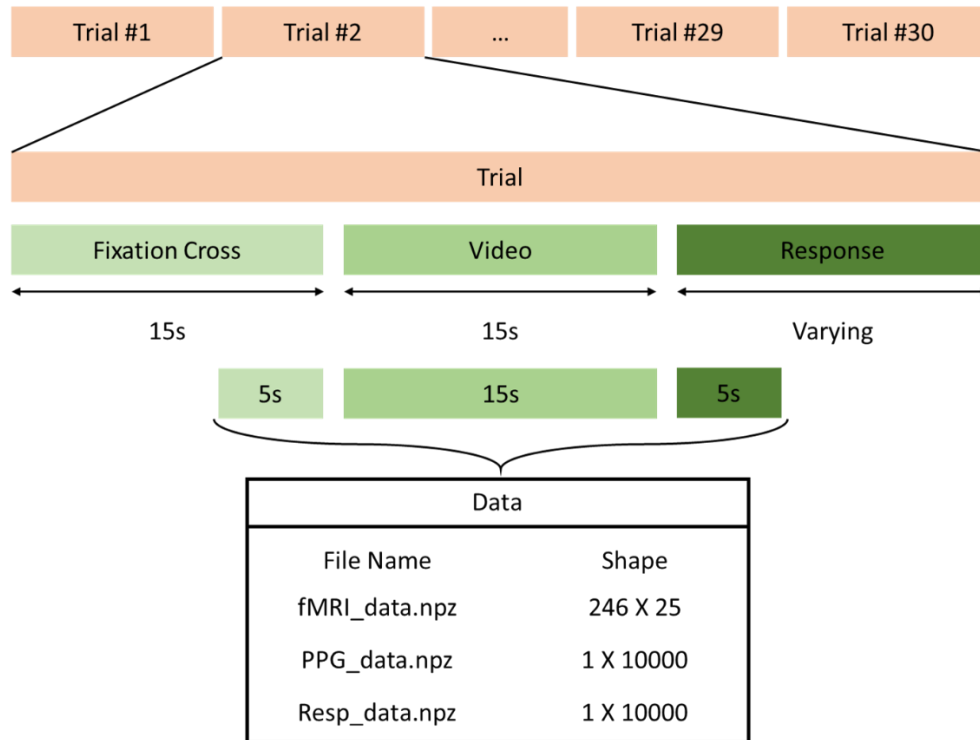 Trial #1 Trial #2 ... Trial #29 Trial #30
Trial
Fixation Cross Video Response
15s 15s Varying
5s 15s 5s
Data
File Name Shape
fMRI_data.npz 246 X 25
PPG_data.npz 1 X 10000
Resp_data.npz 1 X 10000